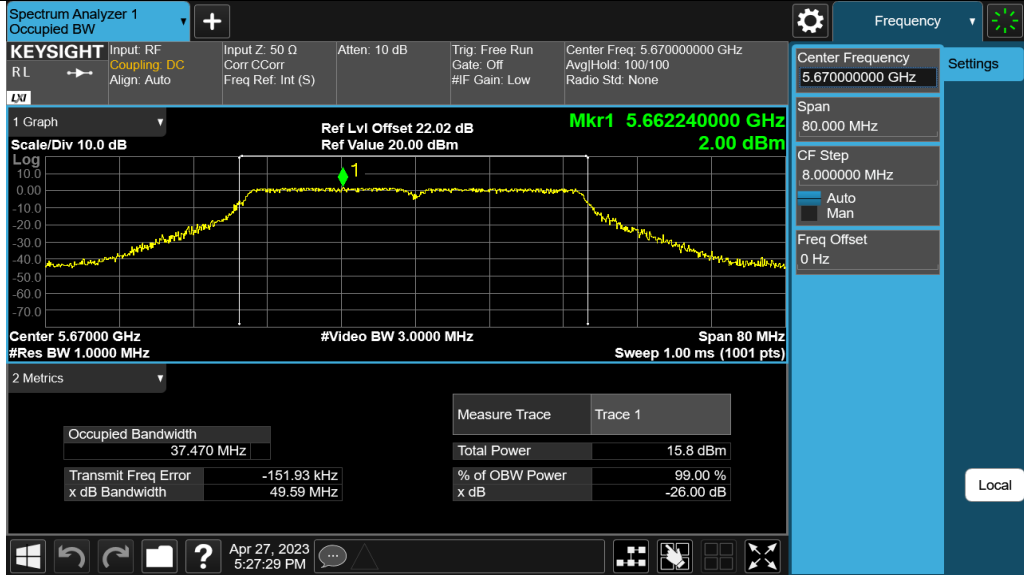 Spectrum Analyzer 1
Occupied BW
Frequency
KEYSIGHT
R L
LXI
Input: RF
Coupling: DC
Align: Auto
Input Z: 50 Ω
Corr CCorr
Freq Ref: Int (S)
Atten: 10 dB
Trig: Free Run
Gate: Off
#IF Gain: Low
Center Freq: 5.670000000 GHz
Avg|Hold: 100/100
Radio Std: None
Center Frequency
5.670000000 GHz
Settings
Span
80.000 MHz
CF Step
8.000000 MHz
Auto
Man
Freq Offset
0 Hz
Local
1 Graph
Scale/Div 10.0 dB
Ref Lvl Offset 22.02 dB
Ref Value 20.00 dBm
Mkr1 5.662240000 GHz
2.00 dBm
Log
10.0
0.00
-10.0
-20.0
-30.0
-40.0
-50.0
-60.0
-70.0
1
Center 5.67000 GHz
#Res BW 1.0000 MHz
#Video BW 3.0000 MHz
Span 80 MHz
Sweep 1.00 ms (1001 pts)
2 Metrics
Measure Trace
Trace 1
Occupied Bandwidth
37.470 MHz
Total Power
15.8 dBm
Transmit Freq Error
-151.93 kHz
% of OBW Power
99.00 %
x dB Bandwidth
49.59 MHz
x dB
-26.00 dB
?
Apr 27, 2023
5:27:29 PM